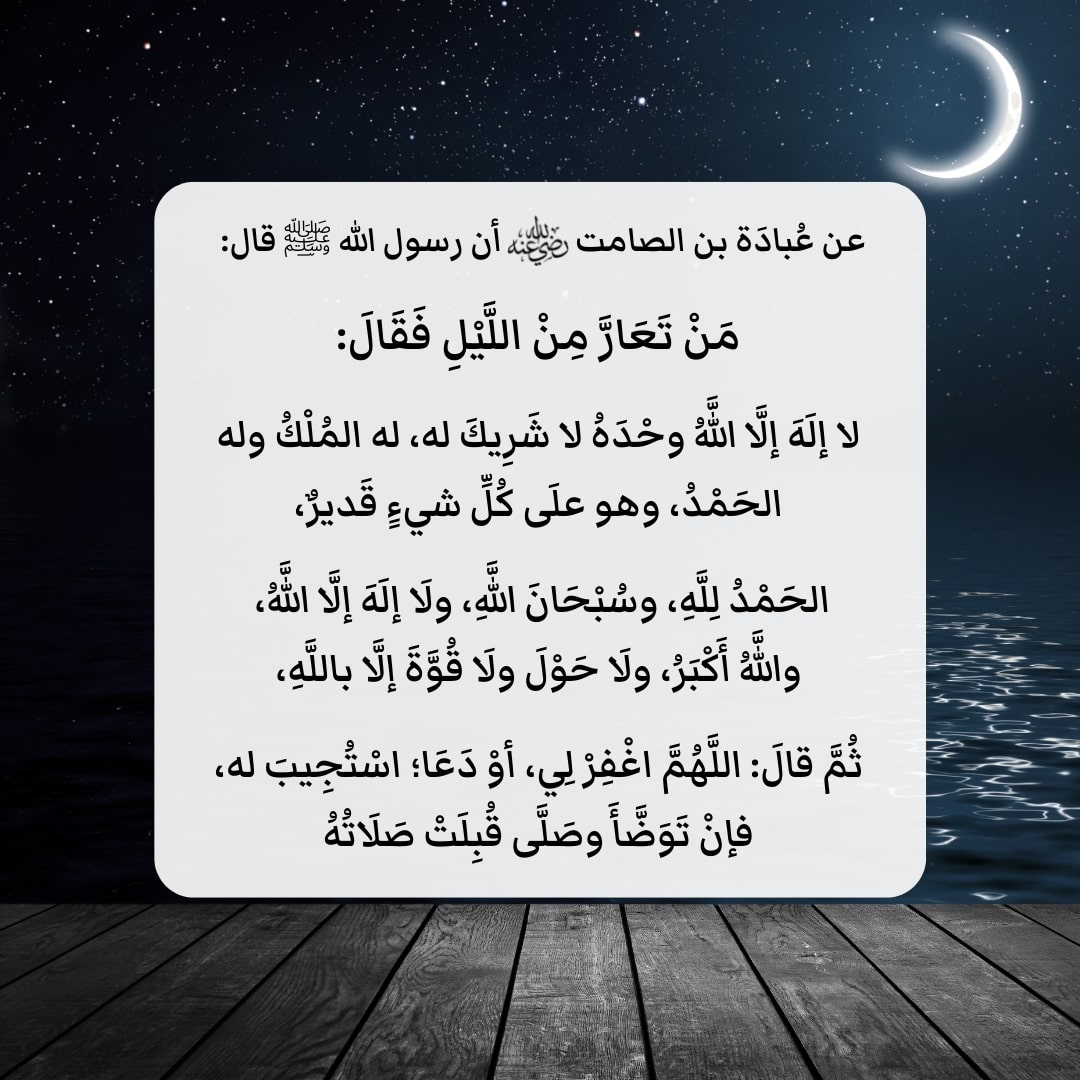 عن عُبادَة بن الصامت رضي الله عنه أن رسول الله ﷺ قال:
مَنْ تَعَارَّ مِنْ اللَّيْلِ فَقَالَ:
لا إلَهَ إلَّا اللَّهُ وحْدَهُ لا شَرِيكَ له، له المُلْكُ وله
الحَمْدُ، وهو علَى كُلِّ شيءٍ قَديرٌ،
الحَمْدُ لِلَّهِ، وسُبْحَانَ اللَّهِ، ولَا إلَهَ إلَّا اللَّهُ،
واللَّهُ أَكْبَرُ، ولَا حَوْلَ ولَا قُوَّةَ إلَّا باللَّهِ،
ثُمَّ قالَ: اللَّهُمَّ اغْفِرْ لِي، أوْ دَعَا؛ اسْتُجِيبَ له،
فإنْ تَوَضَّأَ وصَلَّى قُبِلَتْ صَلَاتُهُ